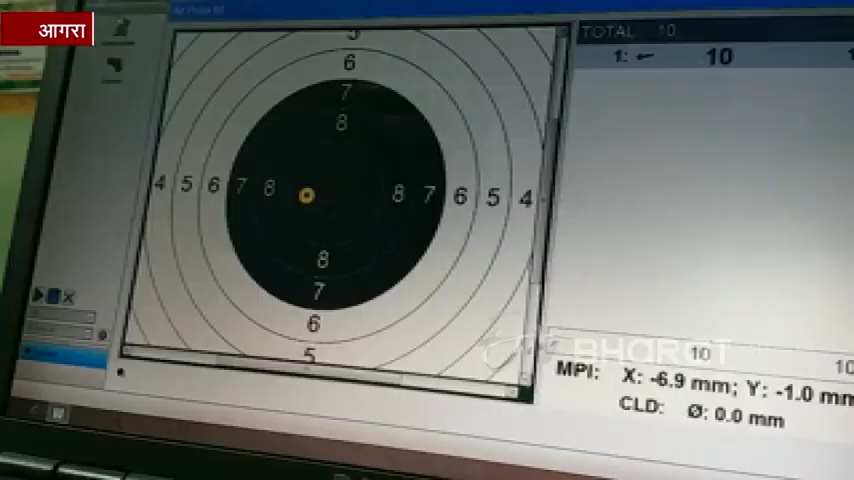 आगरा
TOTAL: 10
1: 10
5
6
7
8
4 5 6 7 8 8 7 6 5 4
8
7
6
5
BHARAT
10 10
MPI: X: -6.9 mm; Y: -1.0 mm
CLD: Ø: 0.0 mm